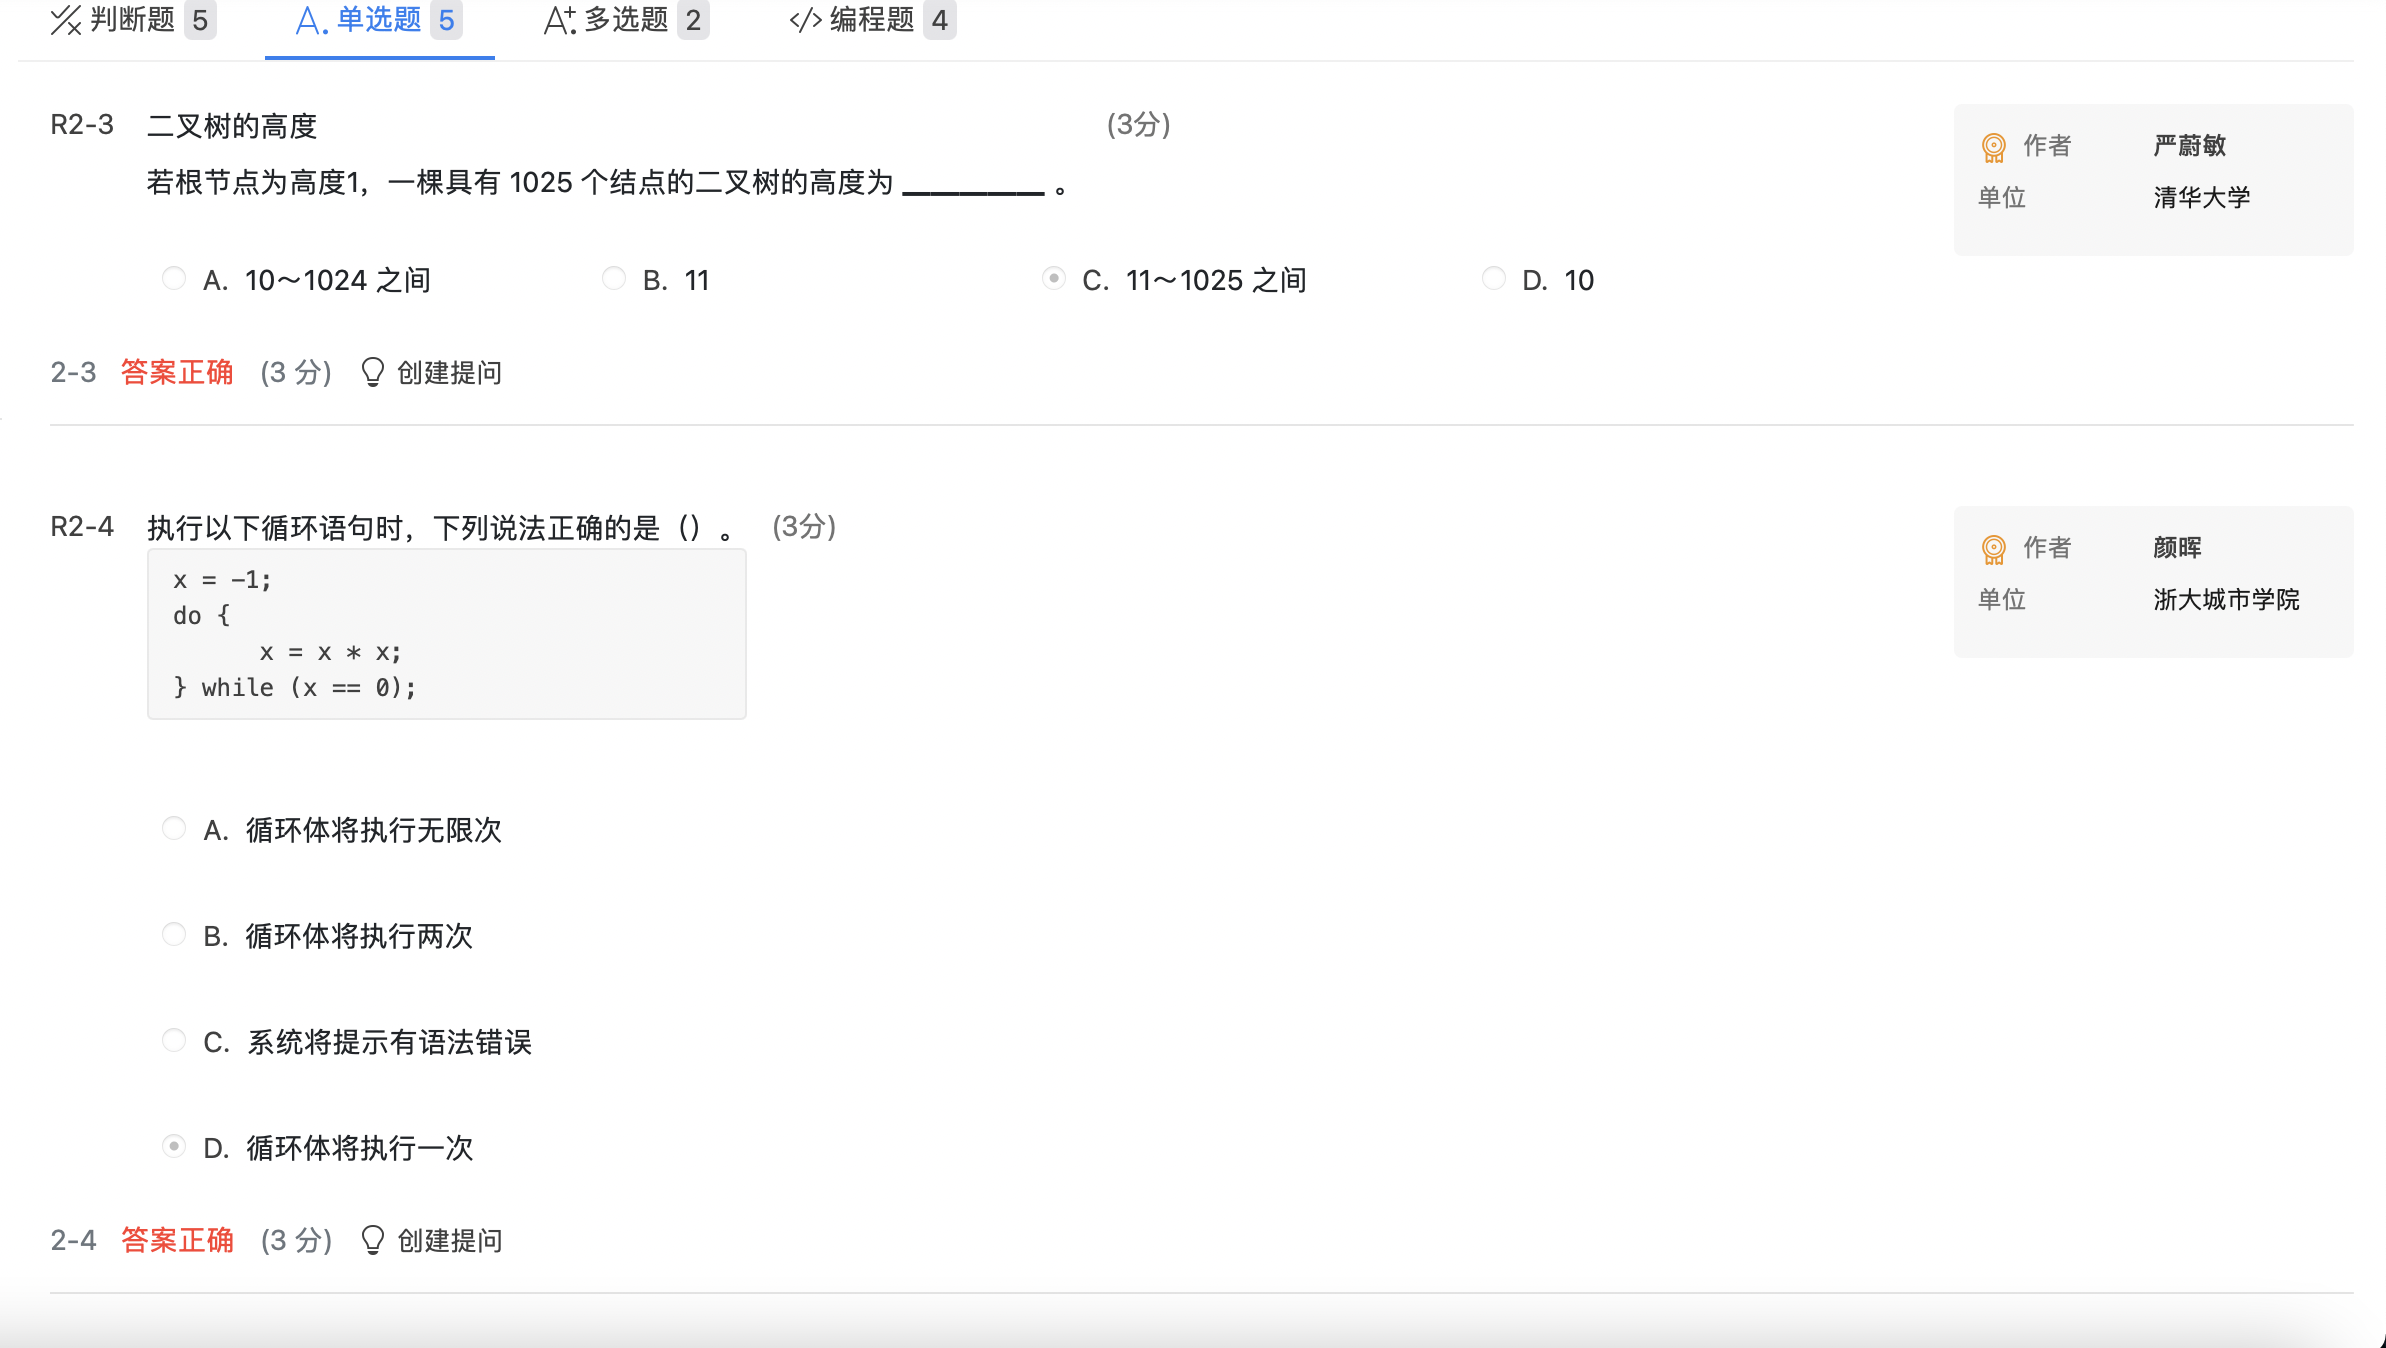 判断题 5 A. 单选题 5 A+ 多选题 2 </> 编程题 4
R2-3 二叉树的高度 (3分)
若根节点为高度1，一棵具有 1025 个结点的二叉树的高度为 __________ 。
A. 10～1024 之间 B. 11 C. 11～1025 之间 D. 10
作者 严蔚敏
单位 清华大学
2-3 答案正确 (3 分) 创建提问
R2-4 执行以下循环语句时，下列说法正确的是（）。 (3分)
x = -1;
do {
x = x * x;
} while (x == 0);
作者 颜晖
单位 浙大城市学院
A. 循环体将执行无限次
B. 循环体将执行两次
C. 系统将提示有语法错误
D. 循环体将执行一次
2-4 答案正确 (3 分) 创建提问